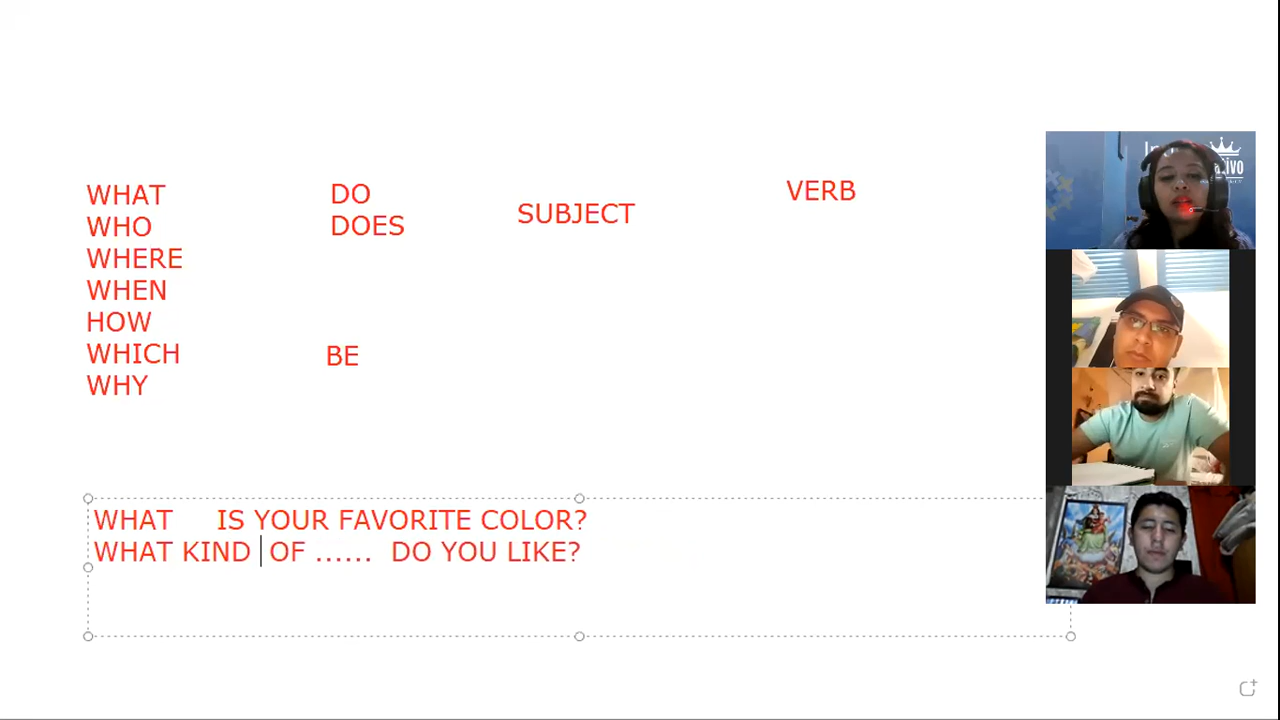 WHAT
WHO
WHERE
WHEN
HOW
WHICH
WHY
DO
DOES
BE
SUBJECT
VERB
WHAT IS YOUR FAVORITE COLOR?
WHAT KIND OF ...... DO YOU LIKE?